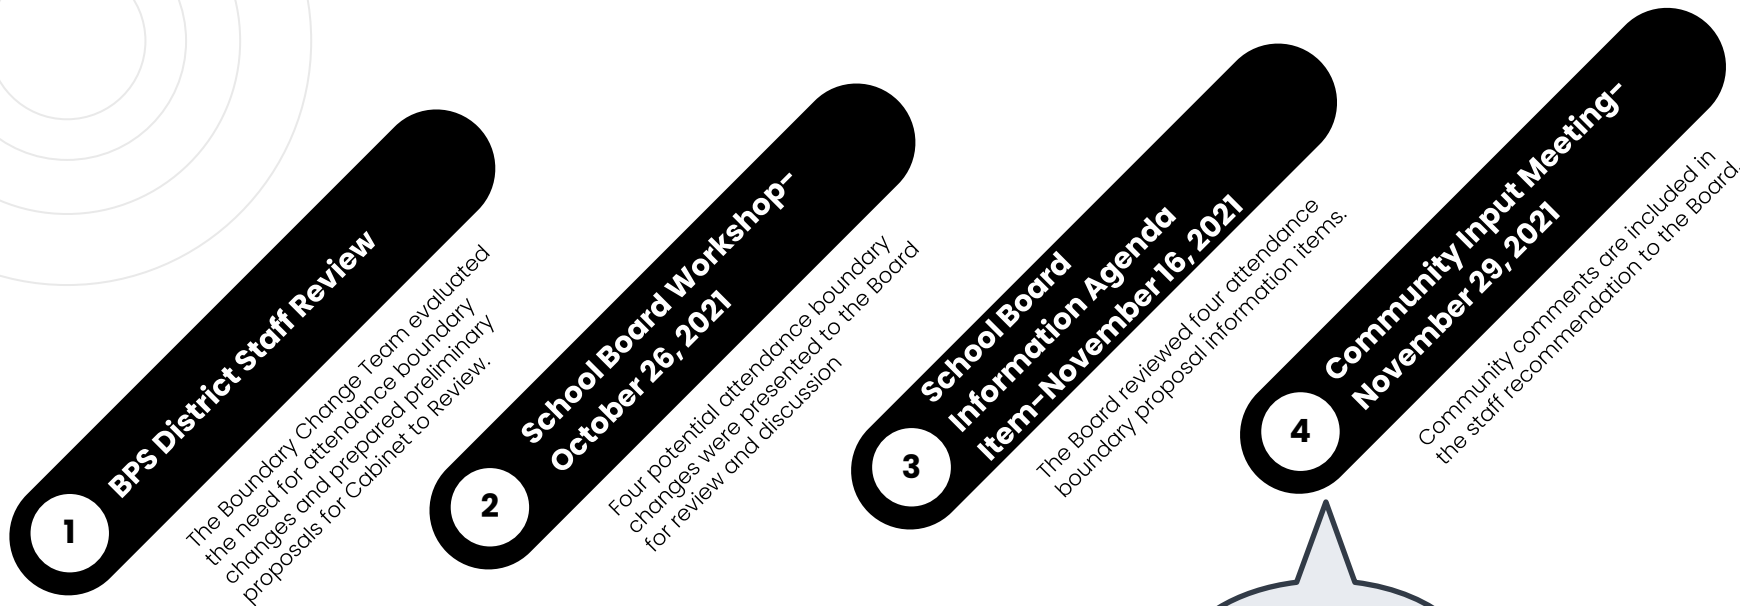 1
BPS District Staff Review
The Boundary Change Team evaluated
the need for attendance boundary
changes and prepared preliminary
proposals for Cabinet to Review.
2
School Board Workshop-
October 26, 2021
Four potential attendance boundary
changes were presented to the Board
for review and discussion
3
School Board
Information Agenda
Item-November 16, 2021
The Board reviewed four attendance
boundary proposal information items.
4
Community Input Meeting-
November 29, 2021
Community comments are included in
the staff recommendation to the Board.